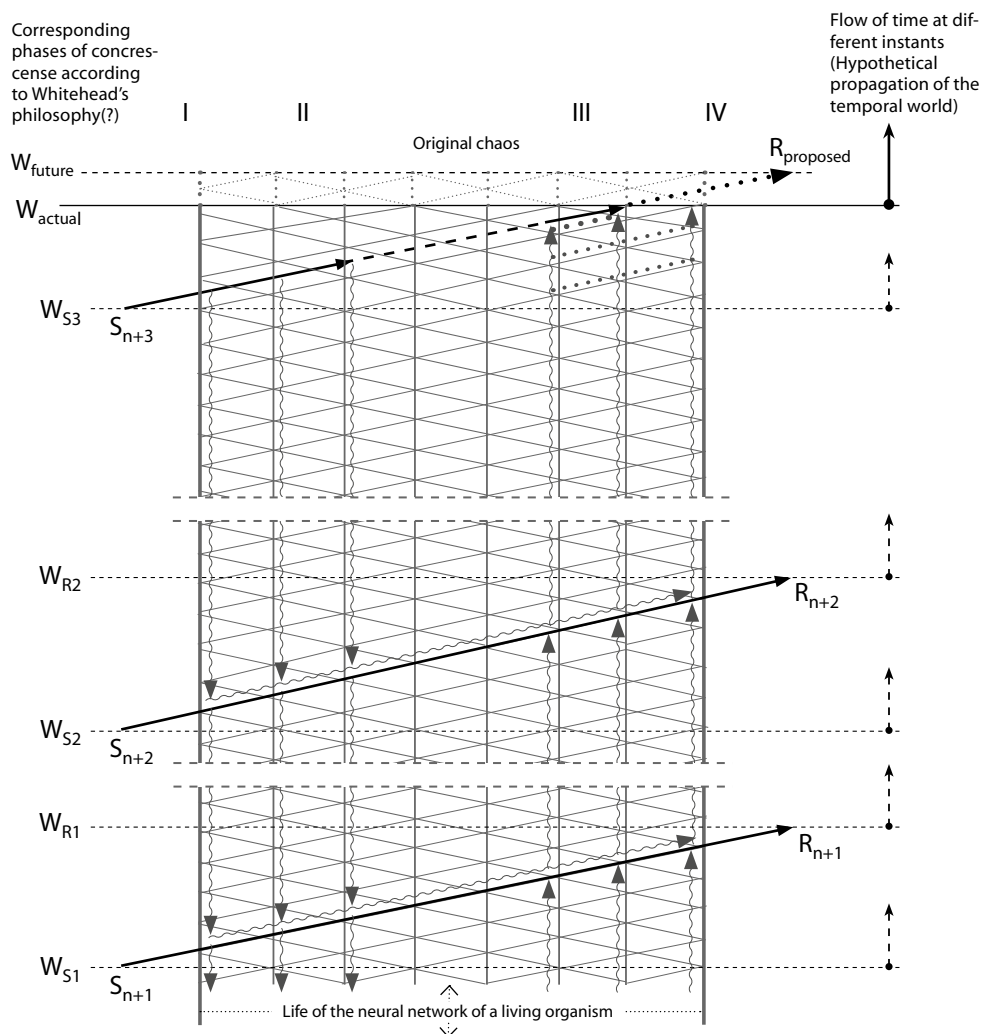 Corresponding
phases of concres-
cense according
to Whitehead's
philosophy(?)
Flow of time at dif-
ferent instants
(Hypothetical
propagation of the
temporal world)
I II III IV
Original chaos
W_future
R_proposed
W_actual
W_S3
S_n+3
W_R2
R_n+2
W_S2
S_n+2
W_R1
R_n+1
W_S1
S_n+1
Life of the neural network of a living organism